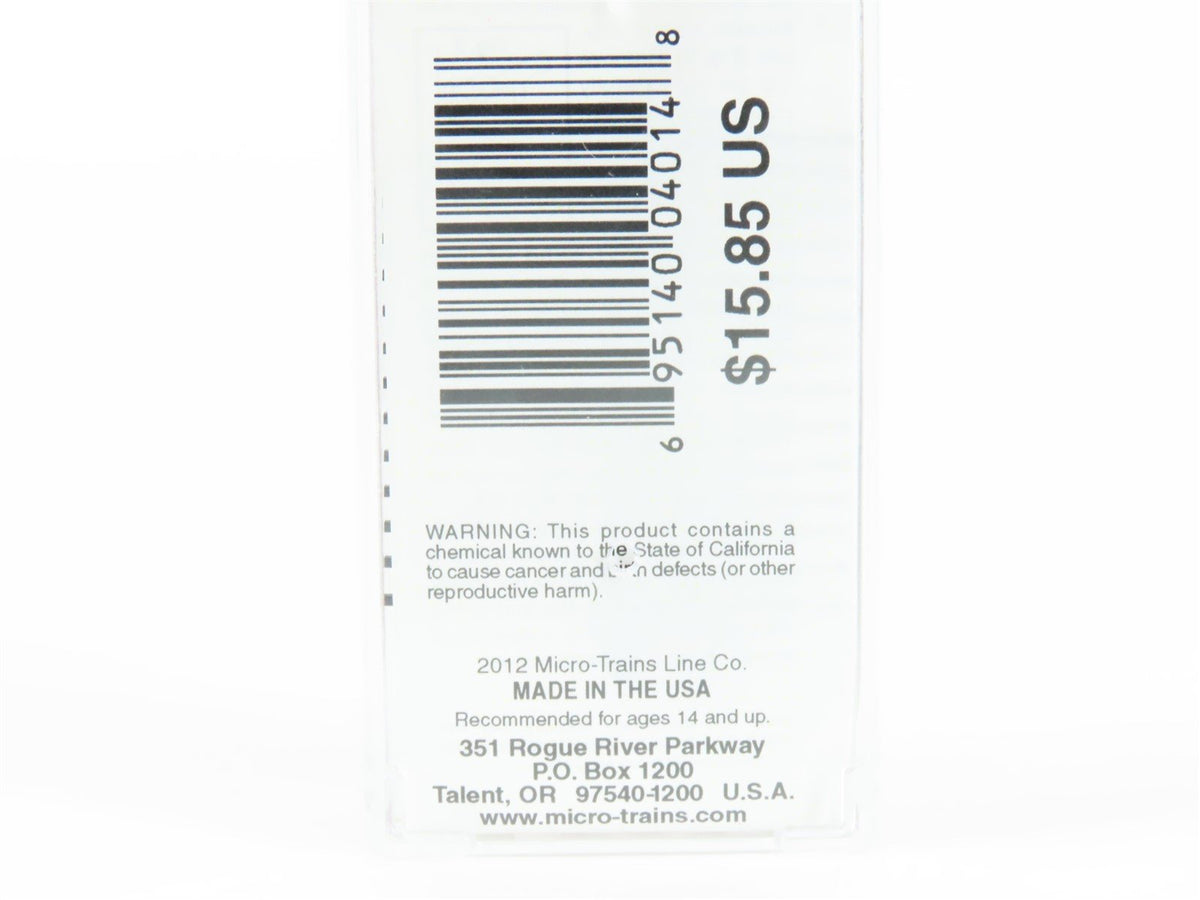 6 95140 04014 8
$15.85 US
WARNING: This product contains a
chemical known to the State of California
to cause cancer and defects (or other
reproductive harm).
2012 Micro-Trains Line Co.
MADE IN THE USA
Recommended for ages 14 and up.
351 Rogue River Parkway
P.O. Box 1200
Talent, OR 97540-1200 U.S.A.
www.micro-trains.com